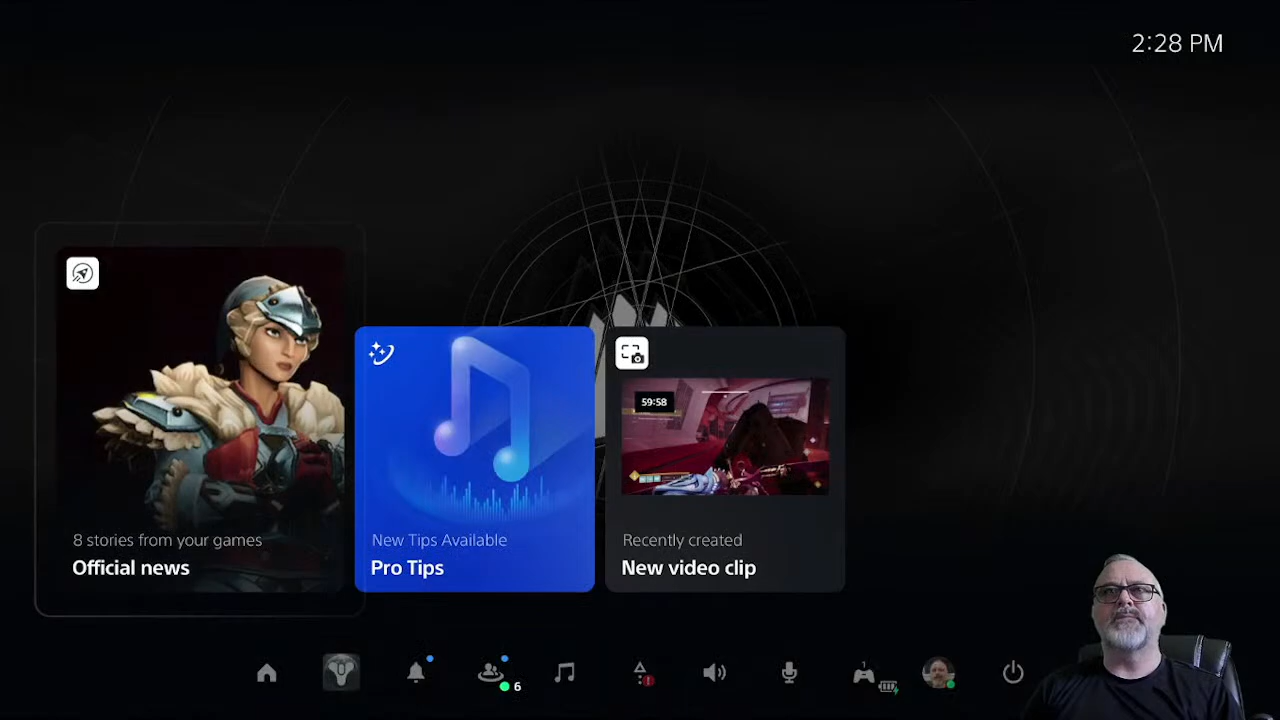 2:28 PM
8 stories from your games
Official news
New Tips Available
Pro Tips
59:58
Recently created
New video clip
6
1